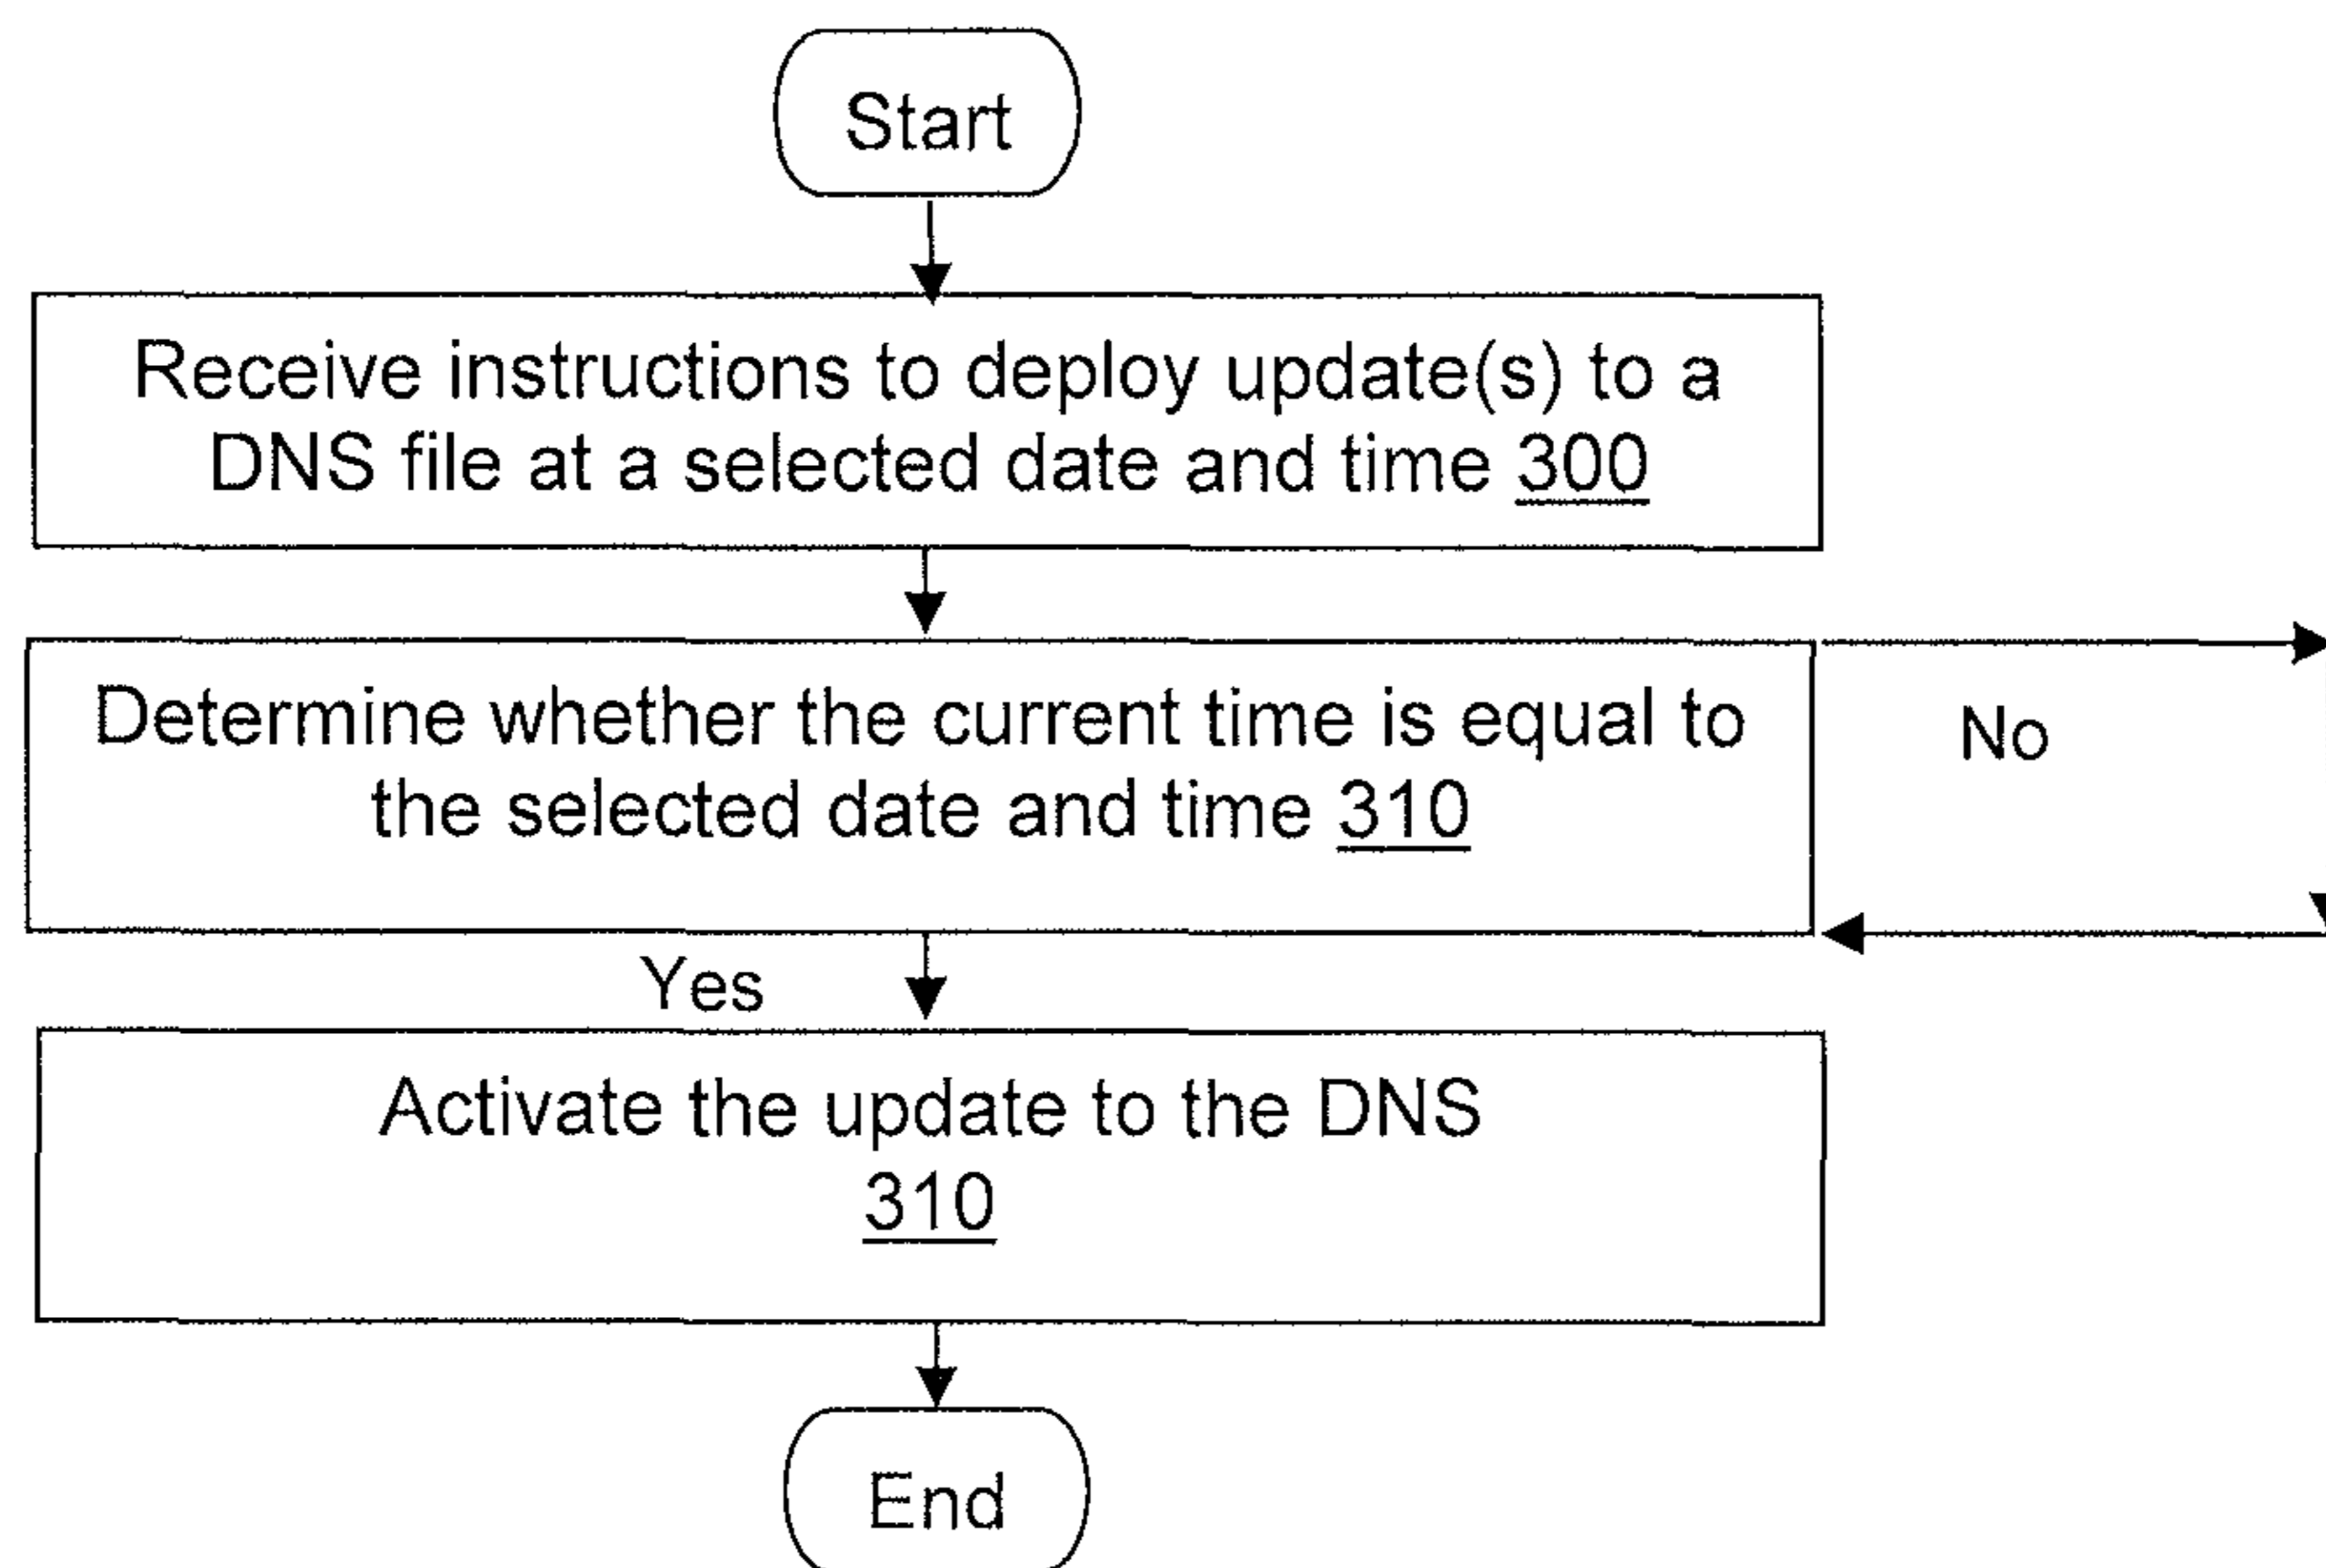 Start
Receive instructions to deploy update(s) to a
DNS file at a selected date and time 300
Determine whether the current time is equal to
the selected date and time 310
No
Yes
Activate the update to the DNS
310
End